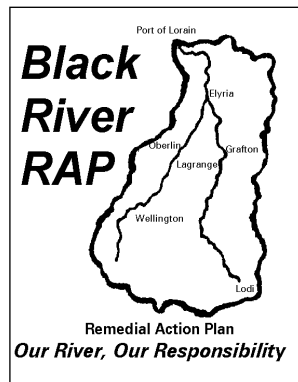 Port of Lorain
Black
River
RAP
Elyria
Oberlin
Grafton
Lagrange
Wellington
Lodi
Remedial Action Plan
Our River, Our Responsibility